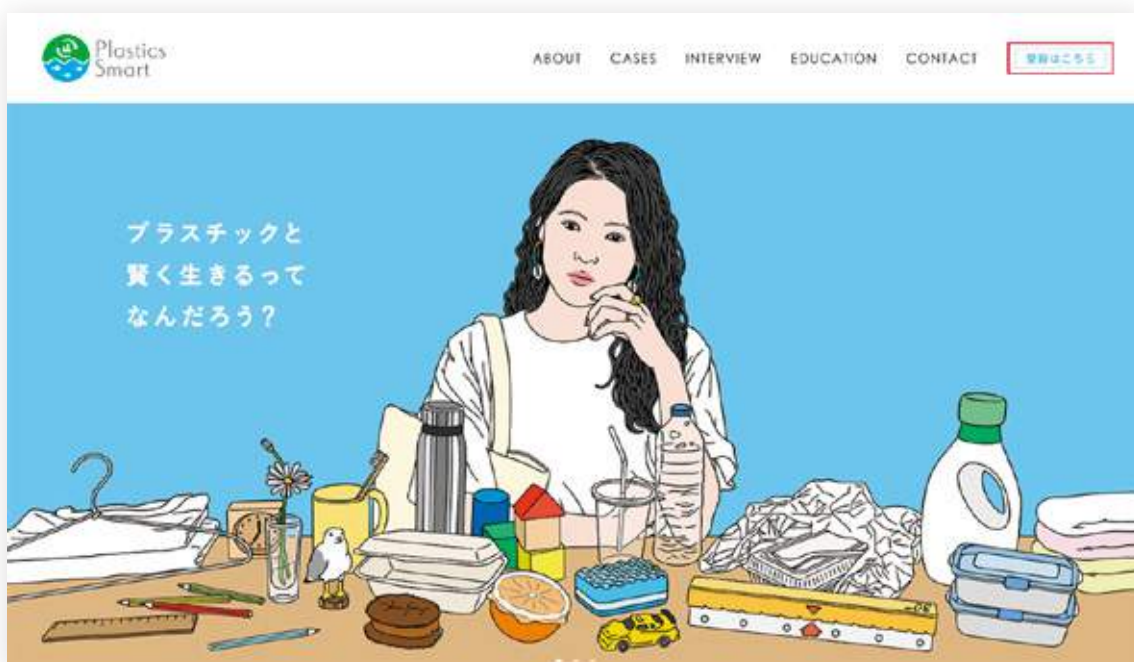 Plastics
Smart
ABOUT
CASES
INTERVIEW
EDUCATION
CONTACT
登録はこちら
プラスチックと
賢く生きるって
なんだろう？